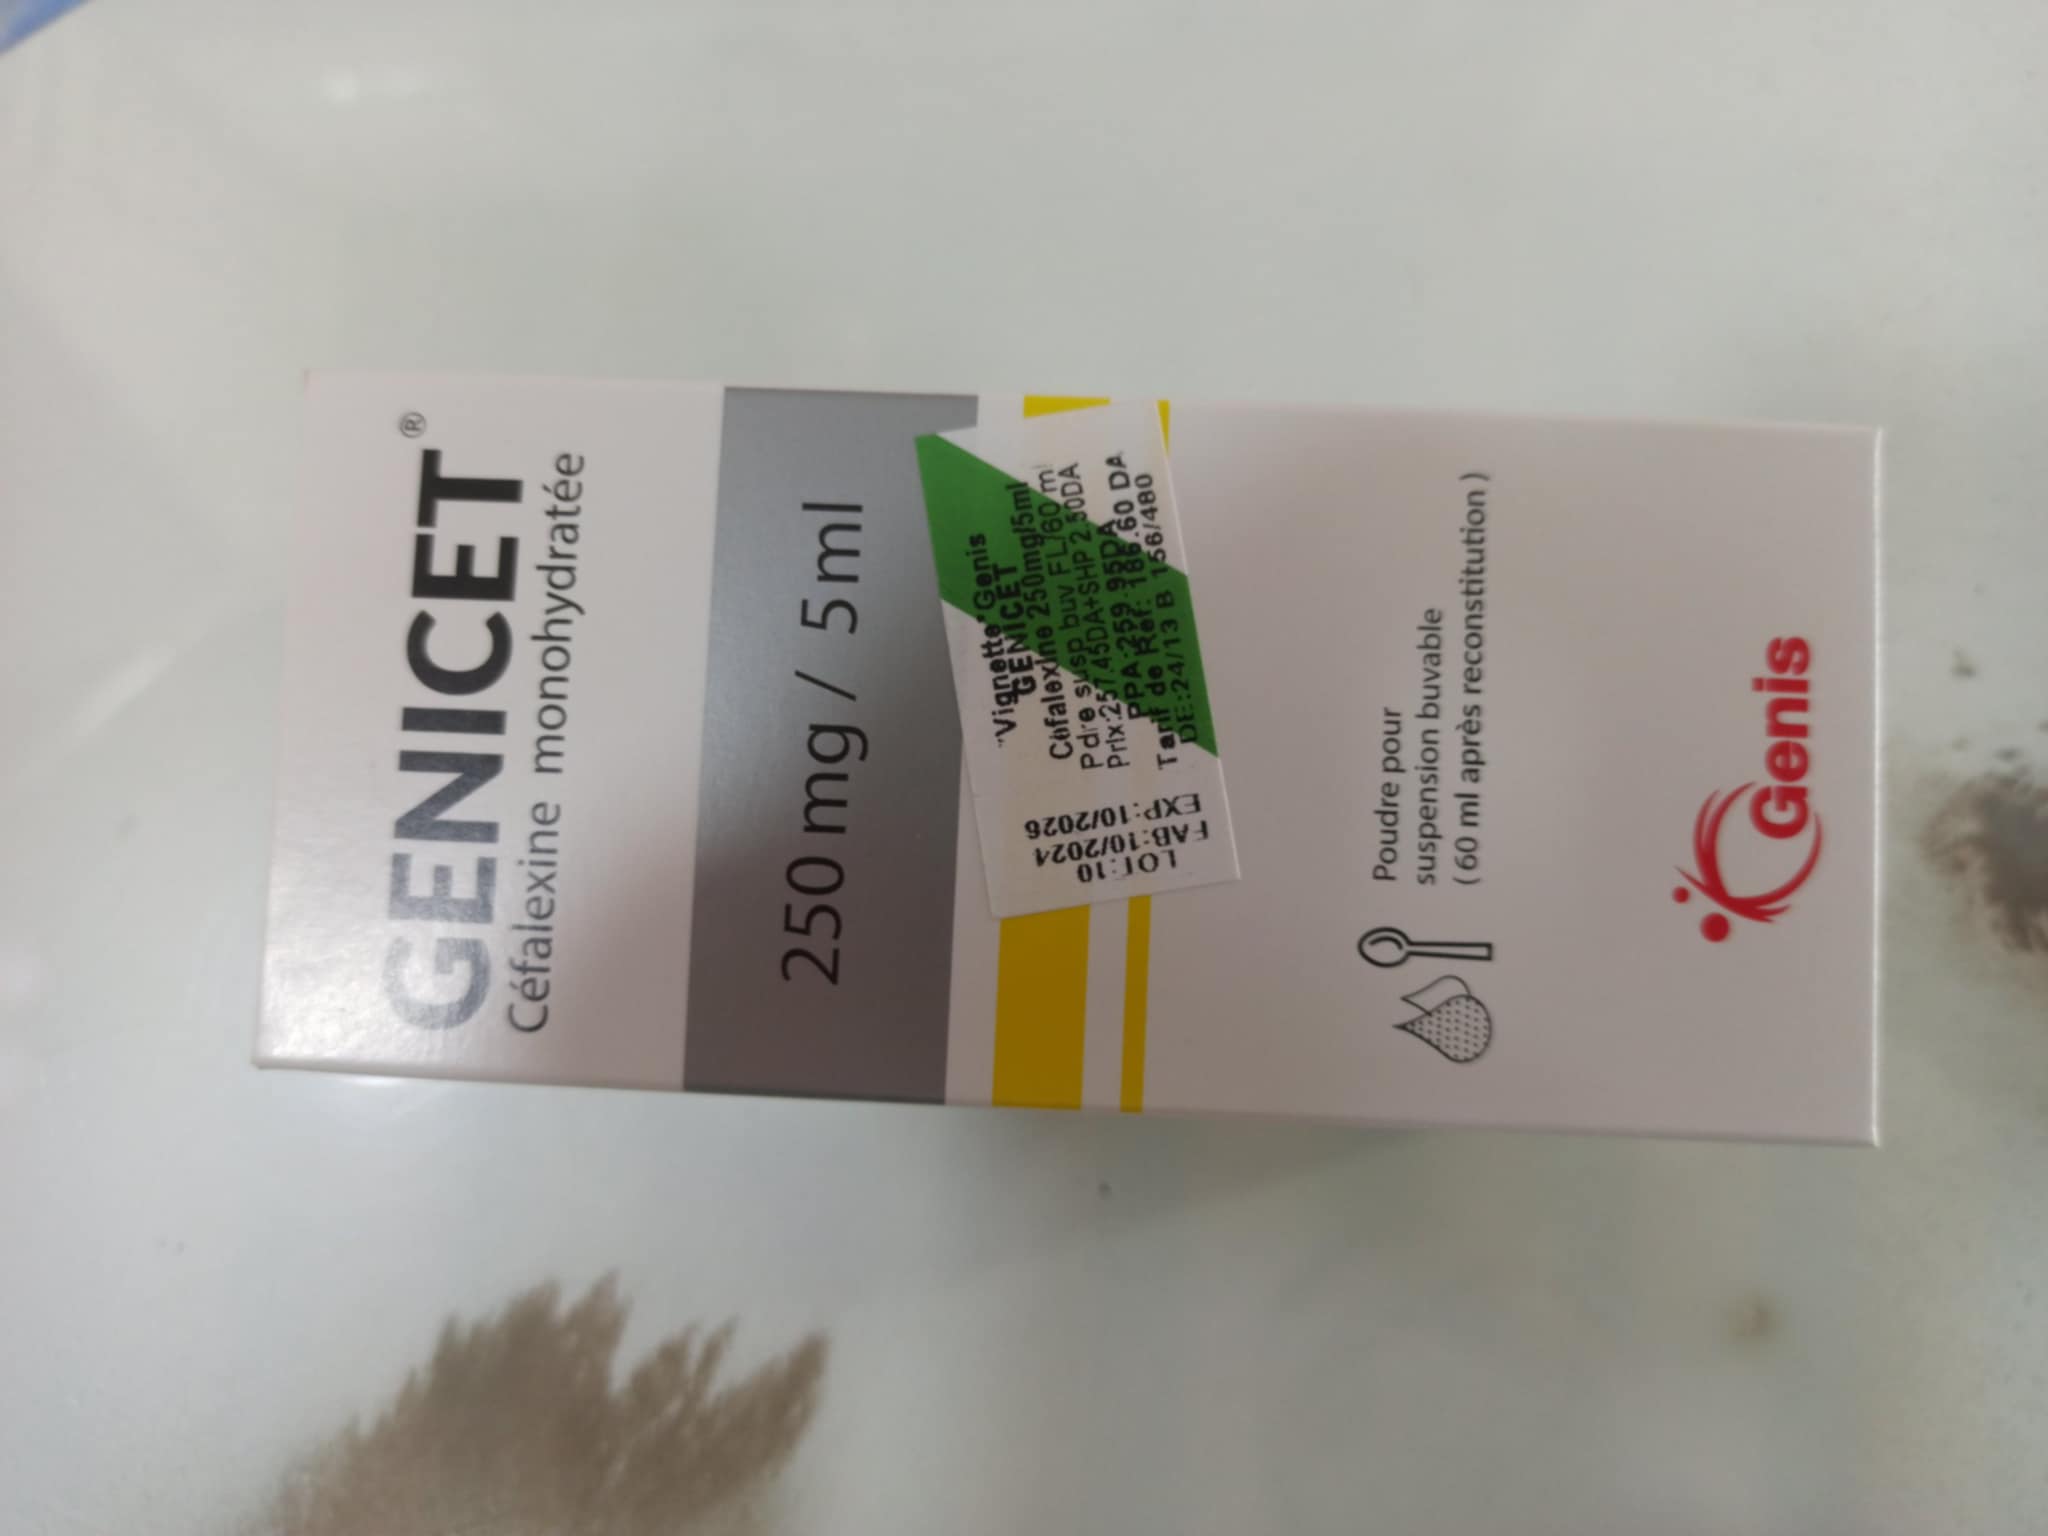 GENICET®
Céfalexine monohydratée
250 mg / 5 ml
"Vignette" Genis
GENICET
Céfalexine 250mg/5ml
Pdre susp buv FL/60 ml
Prix:257.45DA+SHP 2.50DA
PPA:259.95DA
Tarif de Réf: 186.60 DA
DE:24/13 B 156/480
LOT:10
FAB:10/2024
EXP:10/2026
Poudre pour
suspension buvable
( 60 ml après reconstitution )
Genis